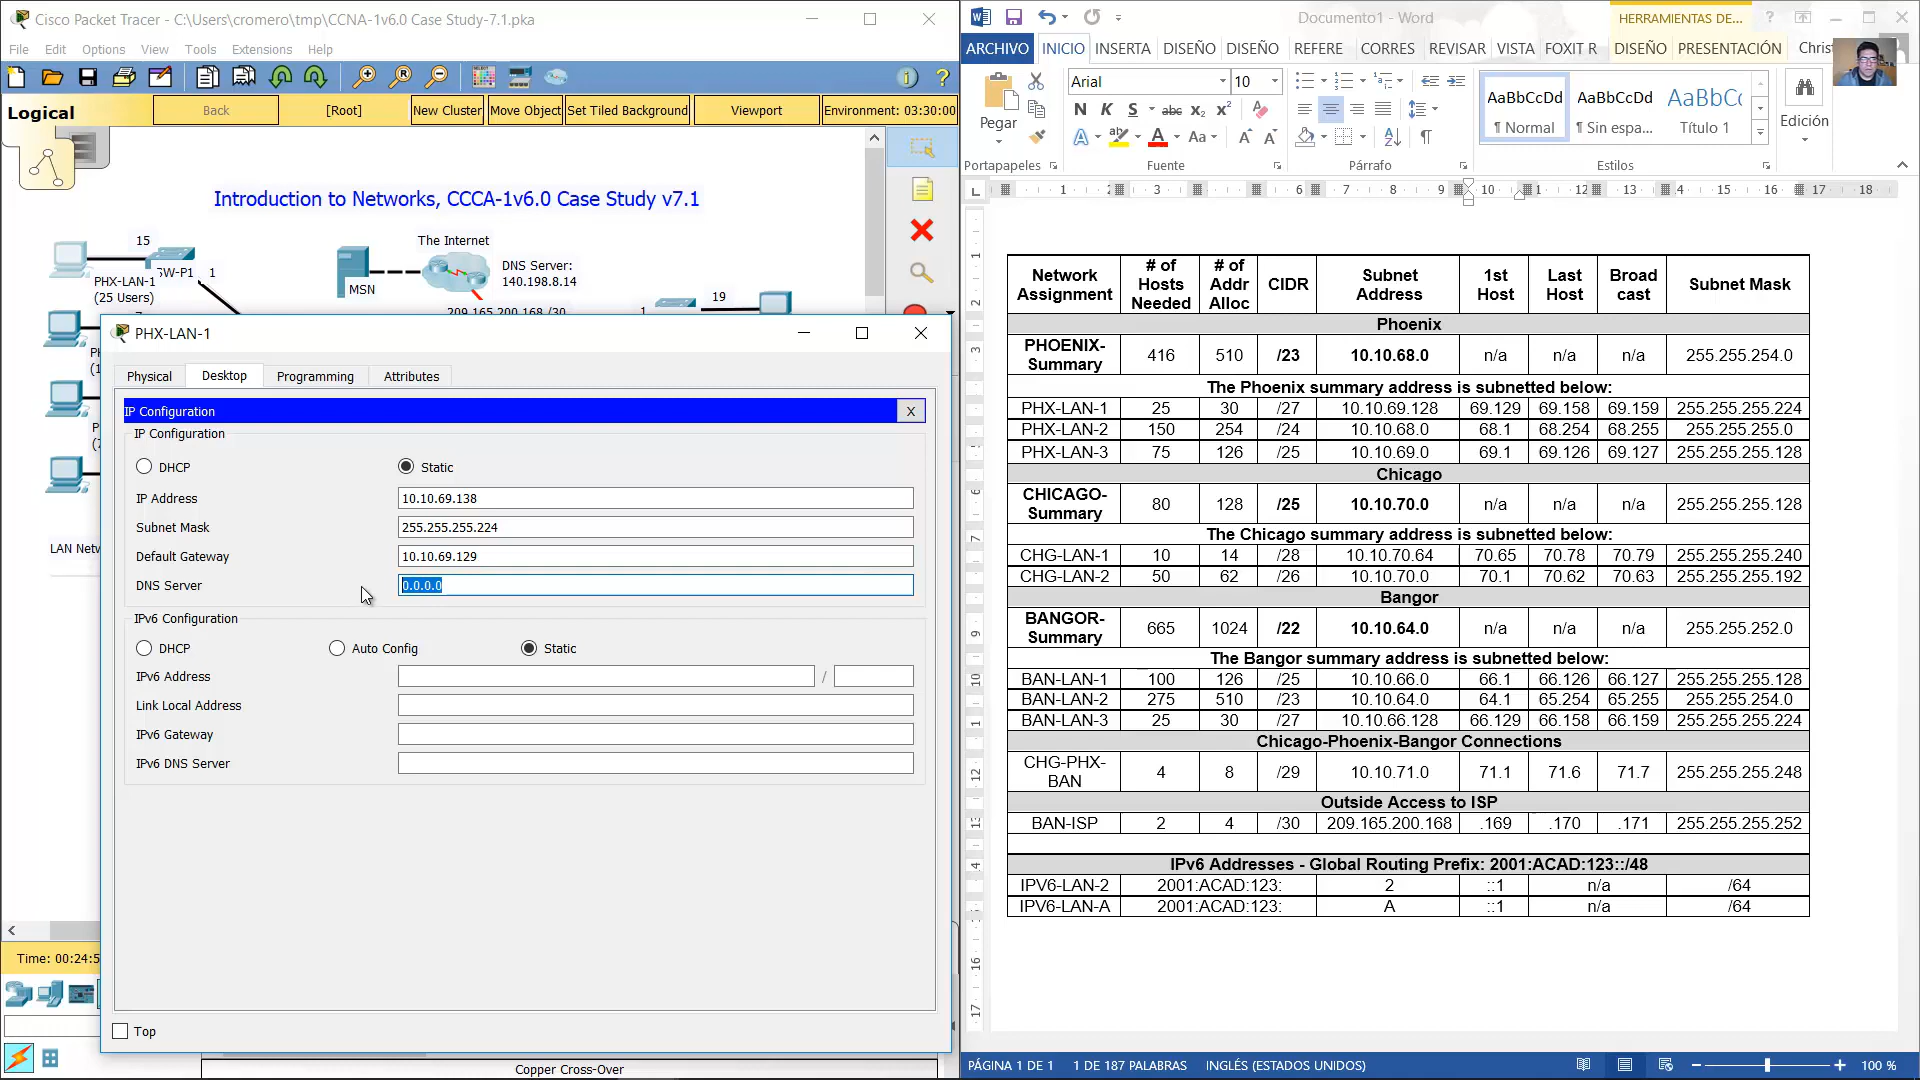 Cisco Packet Tracer - C:\Users\cromero\tmp\CCNA-1v6.0 Case Study-7.1.pka
File Edit Options View Tools Extensions Help
Logical
Back
[Root]
New Cluster
Move Object
Set Tiled Background
Viewport
Environment: 03:30:00
Introduction to Networks, CCCA-1v6.0 Case Study v7.1
15
SW-P1
1
PHX-LAN-1
(25 Users)
The Internet
MSN
DNS Server:
140.198.8.14
209.165.200.168 /30
19
1
LAN Netw
Time: 00:24:5
PHX-LAN-1
Physical Desktop Programming Attributes
IP Configuration
X
IP Configuration
DHCP
Static
IP Address 10.10.69.138
Subnet Mask 255.255.255.224
Default Gateway 10.10.69.129
DNS Server 0.0.0.0
IPv6 Configuration
DHCP
Auto Config
Static
IPv6 Address /
Link Local Address
IPv6 Gateway
IPv6 DNS Server
Top
Copper Cross-Over
Documento1 - Word
HERRAMIENTAS DE...
ARCHIVO INICIO INSERTA DISEÑO DISEÑO REFERE CORRES REVISAR VISTA FOXIT R DISEÑO PRESENTACIÓN Christ
Pegar
Arial 10
N K S abc x₂ x²
A A Aa A A
AaBbCcDd AaBbCcDd AaBbCc
¶ Normal ¶ Sin espa... Título 1
Edición
Portapapeles Fuente Párrafo Estilos
Network Assignment # of Hosts Needed # of Addr Alloc CIDR Subnet Address 1st Host Last Host Broad cast Subnet Mask
Phoenix
PHOENIX-Summary 416 510 /23 10.10.68.0 n/a n/a n/a 255.255.254.0
The Phoenix summary address is subnetted below:
PHX-LAN-1 25 30 /27 10.10.69.128 69.129 69.158 69.159 255.255.255.224
PHX-LAN-2 150 254 /24 10.10.68.0 68.1 68.254 68.255 255.255.255.0
PHX-LAN-3 75 126 /25 10.10.69.0 69.1 69.126 69.127 255.255.255.128
Chicago
CHICAGO-Summary 80 128 /25 10.10.70.0 n/a n/a n/a 255.255.255.128
The Chicago summary address is subnetted below:
CHG-LAN-1 10 14 /28 10.10.70.64 70.65 70.78 70.79 255.255.255.240
CHG-LAN-2 50 62 /26 10.10.70.0 70.1 70.62 70.63 255.255.255.192
Bangor
BANGOR-Summary 665 1024 /22 10.10.64.0 n/a n/a n/a 255.255.252.0
The Bangor summary address is subnetted below:
BAN-LAN-1 100 126 /25 10.10.66.0 66.1 66.126 66.127 255.255.255.128
BAN-LAN-2 275 510 /23 10.10.64.0 64.1 65.254 65.255 255.255.254.0
BAN-LAN-3 25 30 /27 10.10.66.128 66.129 66.158 66.159 255.255.255.224
Chicago-Phoenix-Bangor Connections
CHG-PHX-BAN 4 8 /29 10.10.71.0 71.1 71.6 71.7 255.255.255.248
Outside Access to ISP
BAN-ISP 2 4 /30 209.165.200.168 .169 .170 .171 255.255.255.252
IPv6 Addresses - Global Routing Prefix: 2001:ACAD:123::/48
IPV6-LAN-2 2001:ACAD:123: 2 ::1 n/a /64
IPV6-LAN-A 2001:ACAD:123: A ::1 n/a /64
PÁGINA 1 DE 1 1 DE 187 PALABRAS INGLÉS (ESTADOS UNIDOS) 100 %